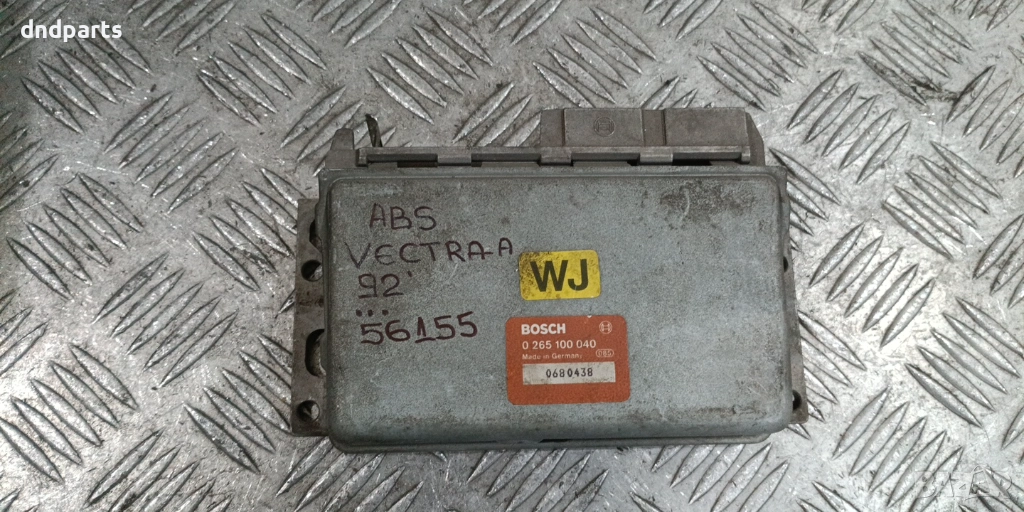 dndparts
ABS
VECTRA-A
92'
...
56155
WJ
BOSCH
0 265 100 040
Made in Germany
0680438